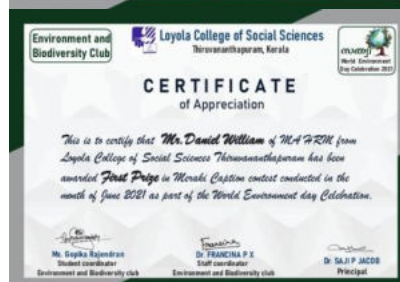 Environment and
Biodiversity Club
Loyola College of Social Sciences
Thiruvananthapuram, Kerala
World Environment
Day Celebration 2021
CERTIFICATE
of Appreciation
This is to certify that Mr. Daniel William of MA HRM from
Loyola College of Social Sciences Thiruvananthapuram has been
awarded First Prize in Meraki Caption contest conducted in the
month of June 2021 as part of the World Environment day Celebration.
Ms. Gopika Rajendran
Student coordinator
Environment and Biodiversity club
Dr. FRANCINA P X
Staff coordinator
Environment and Biodiversity club
Dr SAJI P JACOB
Principal